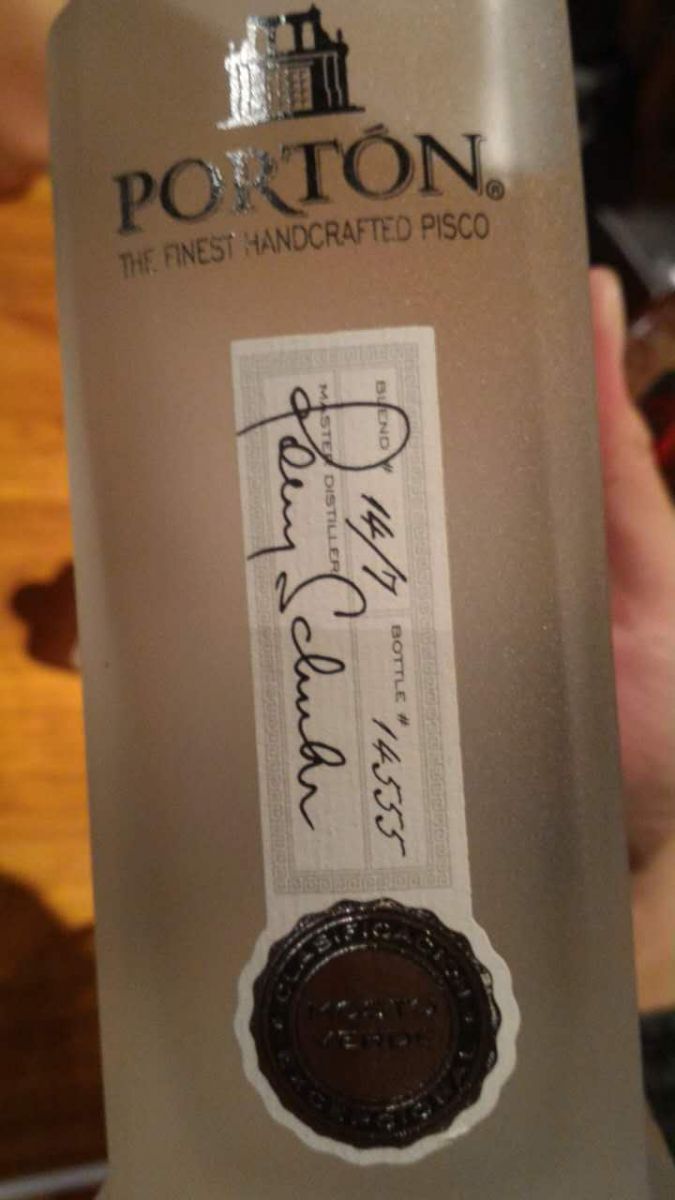 PORTÓN®
THE FINEST HANDCRAFTED PISCO
BLEND # 14/7 BOTTLE # 14555
MASTER DISTILLER
MOSTO
VERDE